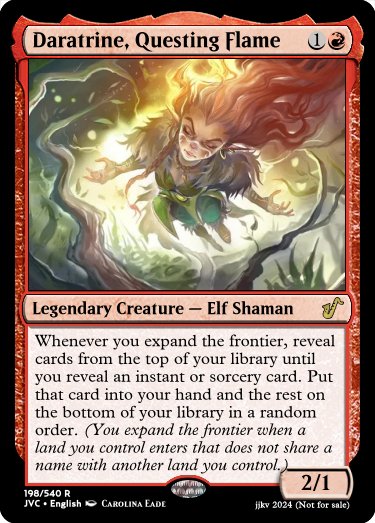 Daratrine, Questing Flame 1
Legendary Creature — Elf Shaman
Whenever you expand the frontier, reveal
cards from the top of your library until
you reveal an instant or sorcery card. Put
that card into your hand and the rest on
the bottom of your library in a random
order. (You expand the frontier when a
land you control enters that does not share a
name with another land you control.)
2/1
198/540 R
JVC • English Carolina Eade
jjkv 2024 (Not for sale)